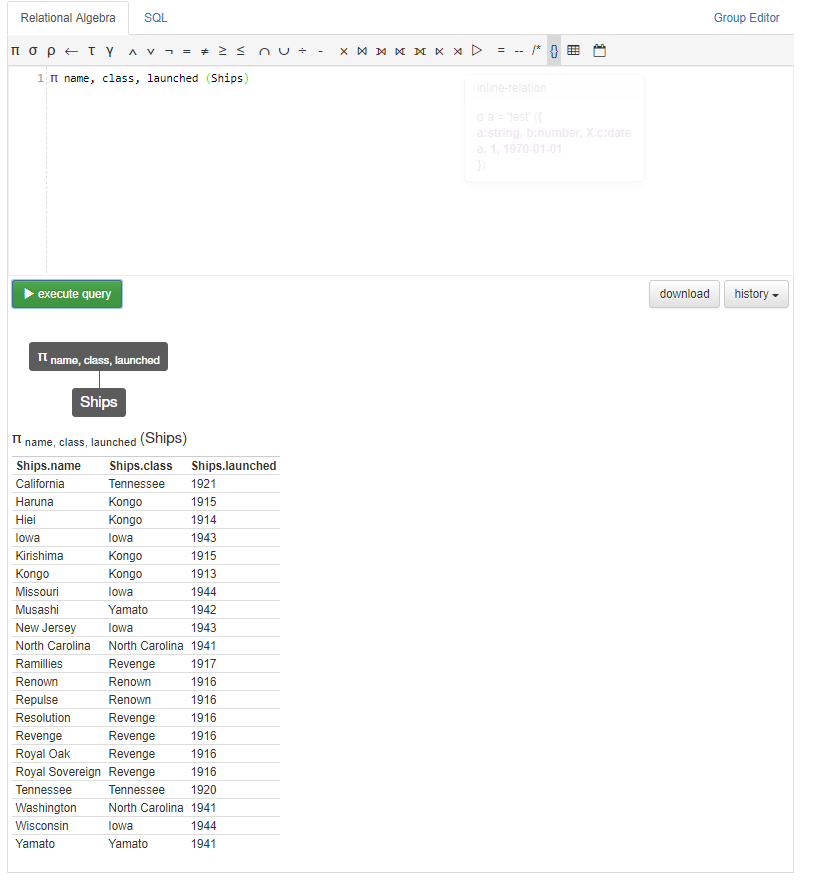 Relational Algebra SQL Group Editor
π σ ρ ← τ γ ∧ ∨ ¬ = ≠ ≥ ≤ ∩ ∪ ÷ - ⨯ ⨝ ⟕ ⟖ ⟗ ⋉ ⋊ ▷ = -- /* {}
1 π name, class, launched (Ships)
inline-relation
σ a = 'test' ({
a:string, b:number, X.c:date
a, 1, 1970-01-01
})
execute query download history
π name, class, launched
Ships
π name, class, launched (Ships)
Ships.name Ships.class Ships.launched
California Tennessee 1921
Haruna Kongo 1915
Hiei Kongo 1914
Iowa Iowa 1943
Kirishima Kongo 1915
Kongo Kongo 1913
Missouri Iowa 1944
Musashi Yamato 1942
New Jersey Iowa 1943
North Carolina North Carolina 1941
Ramillies Revenge 1917
Renown Renown 1916
Repulse Renown 1916
Resolution Revenge 1916
Revenge Revenge 1916
Royal Oak Revenge 1916
Royal Sovereign Revenge 1916
Tennessee Tennessee 1920
Washington North Carolina 1941
Wisconsin Iowa 1944
Yamato Yamato 1941